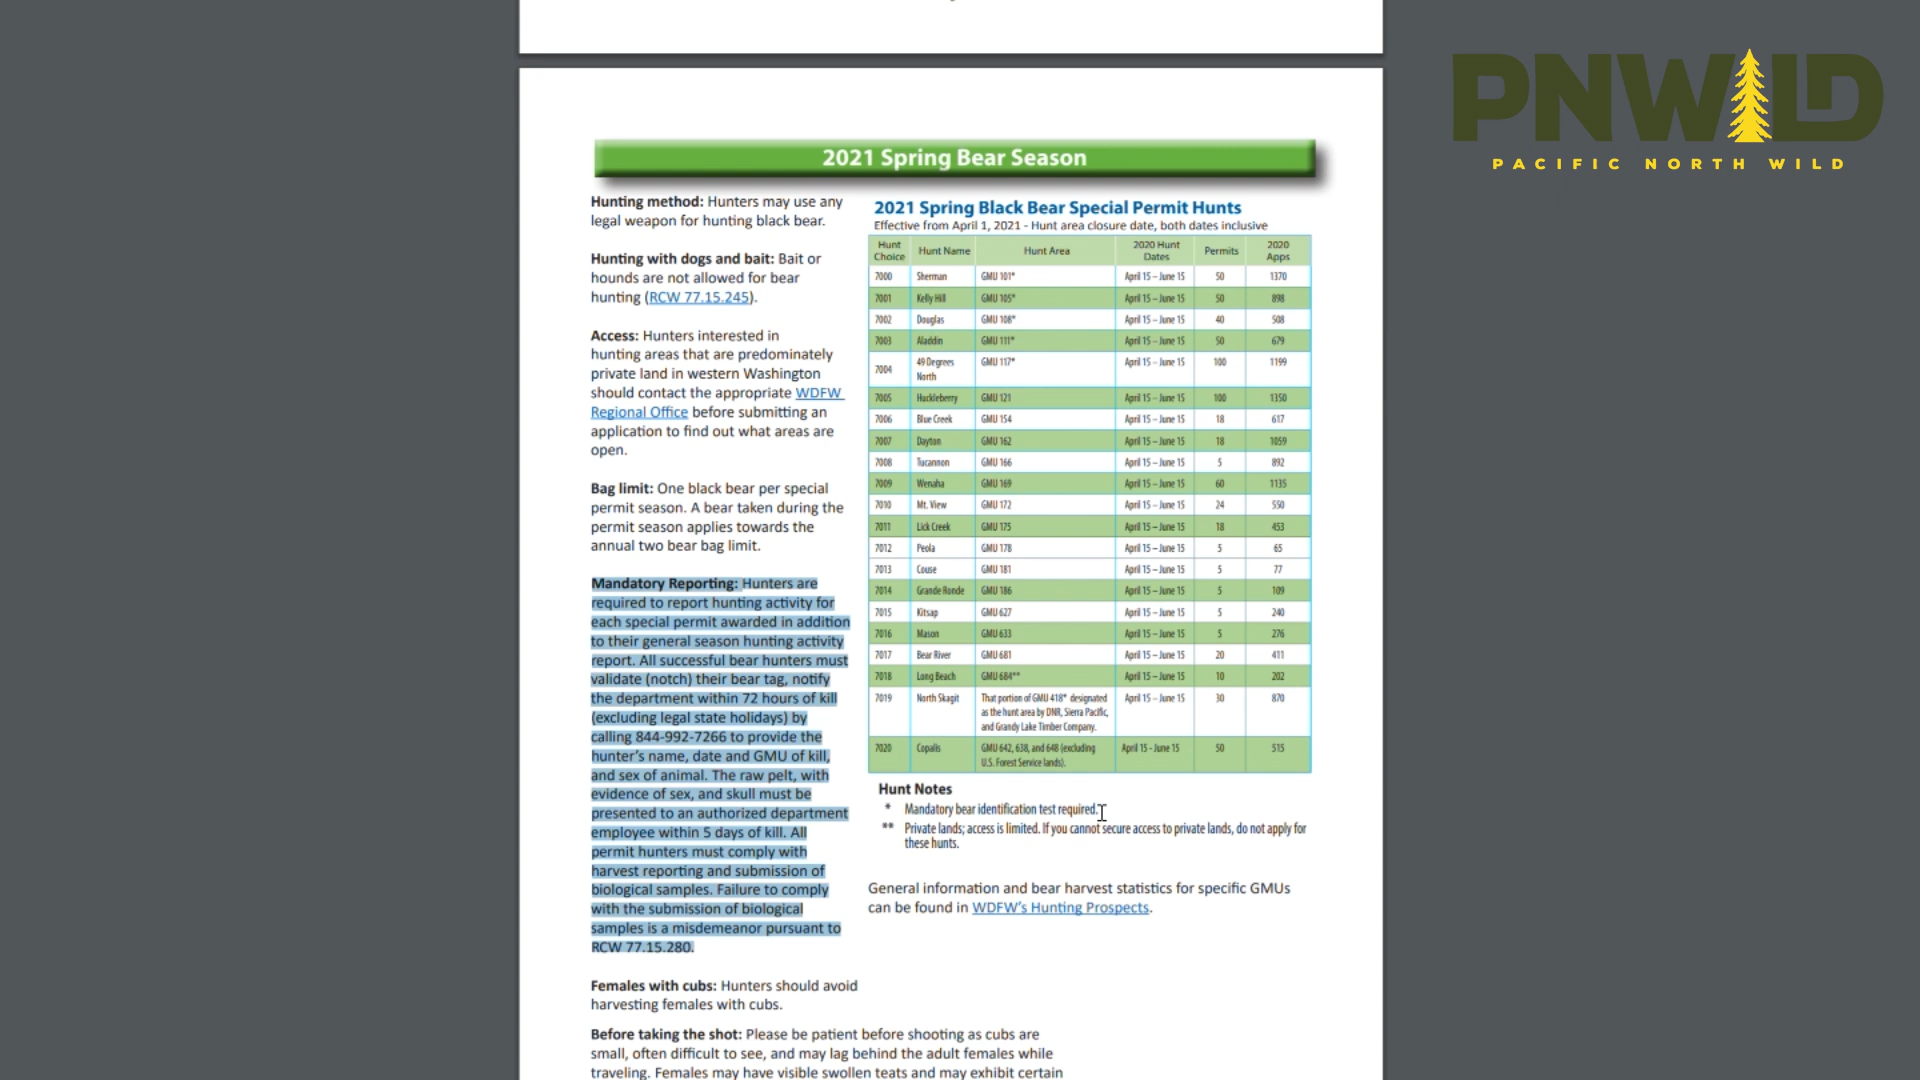 PNWILD
PACIFIC NORTH WILD
2021 Spring Bear Season
Hunting method: Hunters may use any
legal weapon for hunting black bear.
Hunting with dogs and bait: Bait or
hounds are not allowed for bear
hunting (RCW 77.15.245).
Access: Hunters interested in
hunting areas that are predominately
private land in western Washington
should contact the appropriate WDFW
Regional Office before submitting an
application to find out what areas are
open.
Bag limit: One black bear per special
permit season. A bear taken during the
permit season applies towards the
annual two bear bag limit.
Mandatory Reporting: Hunters are
required to report hunting activity for
each special permit awarded in addition
to their general season hunting activity
report. All successful bear hunters must
validate (notch) their bear tag, notify
the department within 72 hours of kill
(excluding legal state holidays) by
calling 844-992-7266 to provide the
hunter's name, date and GMU of kill,
and sex of animal. The raw pelt, with
evidence of sex, and skull must be
presented to an authorized department
employee within 5 days of kill. All
permit hunters must comply with
harvest reporting and submission of
biological samples. Failure to comply
with the submission of biological
samples is a misdemeanor pursuant to
RCW 77.15.280.
Females with cubs: Hunters should avoid
harvesting females with cubs.
Before taking the shot: Please be patient before shooting as cubs are
small, often difficult to see, and may lag behind the adult females while
traveling. Females may have visible swollen teats and may exhibit certain
2021 Spring Black Bear Special Permit Hunts
Effective from April 1, 2021 - Hunt area closure date, both dates inclusive
Hunt Choice Hunt Name Hunt Area 2020 Hunt Dates Permits 2020 Apps
7000 Sherman GMU 101* April 15 – June 15 50 1370
7001 Kelly Hill GMU 105* April 15 – June 15 50 898
7002 Douglas GMU 108* April 15 – June 15 40 508
7003 Aladdin GMU 111* April 15 – June 15 50 679
7004 49 Degrees North GMU 117* April 15 – June 15 100 1199
7005 Huckleberry GMU 121 April 15 – June 15 100 1350
7006 Blue Creek GMU 154 April 15 – June 15 18 617
7007 Dayton GMU 162 April 15 – June 15 18 1059
7008 Tucannon GMU 166 April 15 – June 15 5 892
7009 Wenaha GMU 169 April 15 – June 15 60 1135
7010 Mt. View GMU 172 April 15 – June 15 24 550
7011 Lick Creek GMU 175 April 15 – June 15 18 453
7012 Peola GMU 178 April 15 – June 15 5 65
7013 Couse GMU 181 April 15 – June 15 5 77
7014 Grande Ronde GMU 186 April 15 – June 15 5 109
7015 Kitsap GMU 627 April 15 – June 15 5 240
7016 Mason GMU 633 April 15 – June 15 5 276
7017 Bear River GMU 681 April 15 – June 15 20 411
7018 Long Beach GMU 684** April 15 – June 15 10 202
7019 North Skagit That portion of GMU 418* designated April 15 – June 15 30 870
as the hunt area by DNR, Sierra Pacific,
and Grandy Lake Timber Company.
7020 Copalis GMU 642, 638, and 648 (excluding April 15 - June 15 50 515
U.S. Forest Service lands).
Hunt Notes
* Mandatory bear identification test required.
** Private lands; access is limited. If you cannot secure access to private lands, do not apply for
these hunts.
General information and bear harvest statistics for specific GMUs
can be found in WDFW's Hunting Prospects.